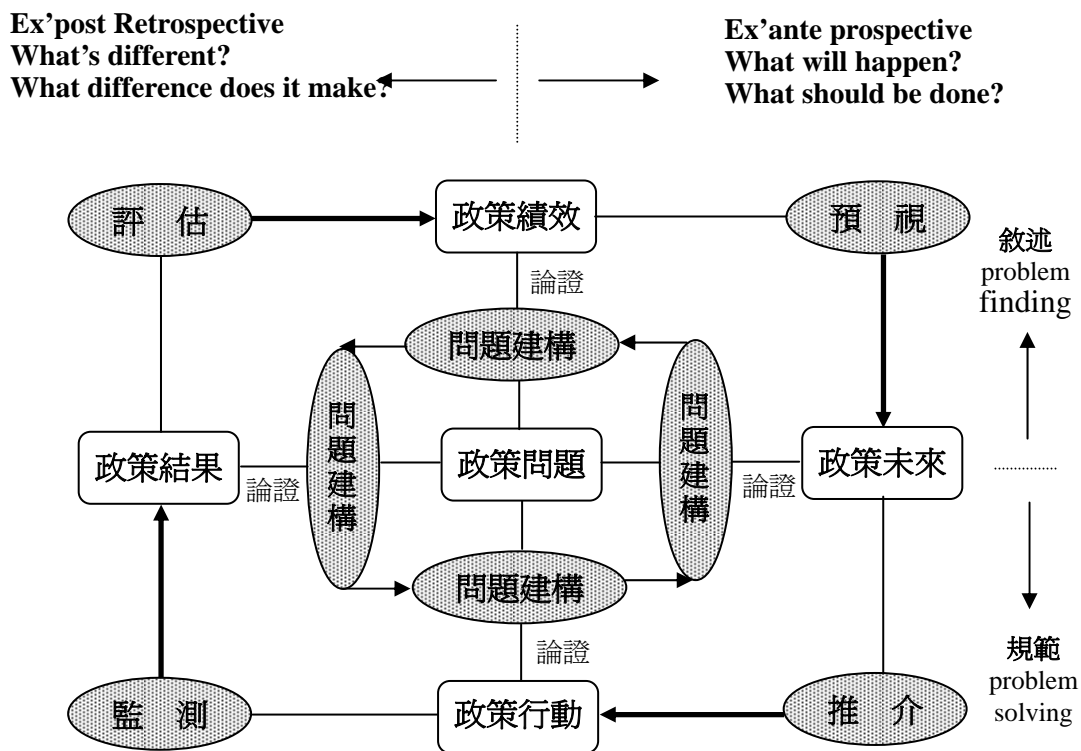 Ex’post Retrospective
What’s different?
What difference does it make?
Ex’ante prospective
What will happen?
What should be done?
評 估
政策績效
預 視
敘述
problem
finding
論證
問題建構
問題建構
問題建構
政策結果
論證
政策問題
論證
政策未來
問題建構
論證
規範
problem
solving
監 測
政策行動
推 介